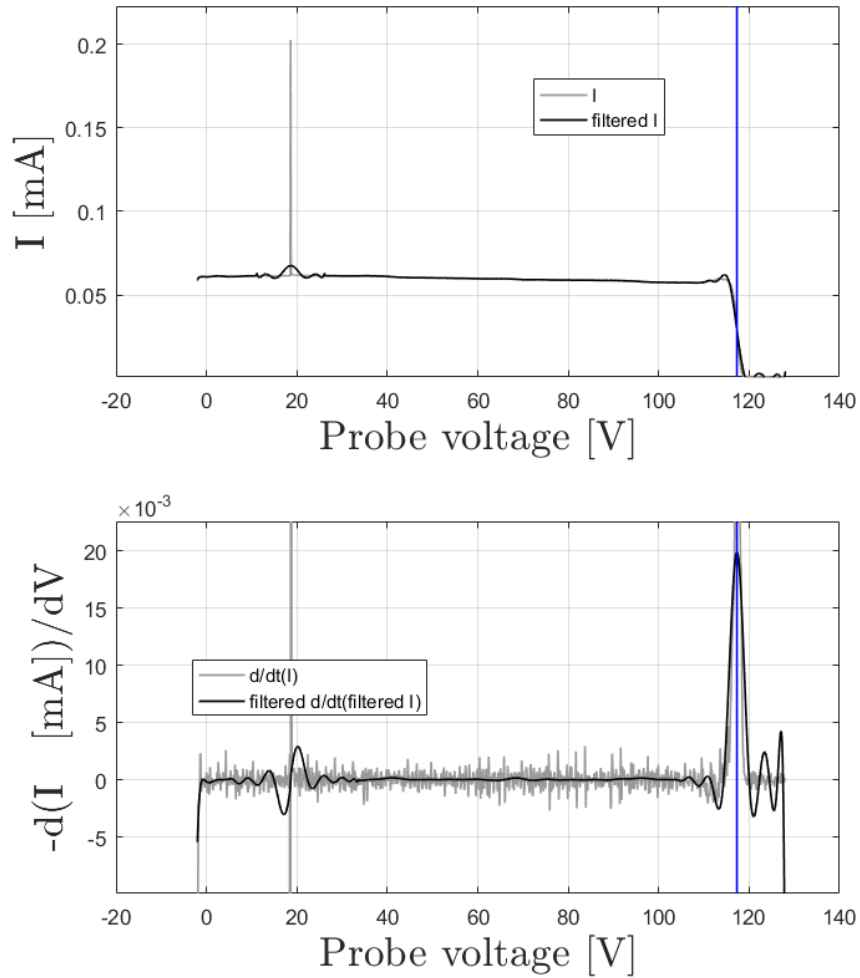 I [mA]
0.2
0.15
0.1
0.05
I
filtered I
-20 0 20 40 60 80 100 120 140
Probe voltage [V]
×10-3
-d(I [mA])/dV
20
15
10
5
0
-5
d/dt(I)
filtered d/dt(filtered I)
-20 0 20 40 60 80 100 120 140
Probe voltage [V]